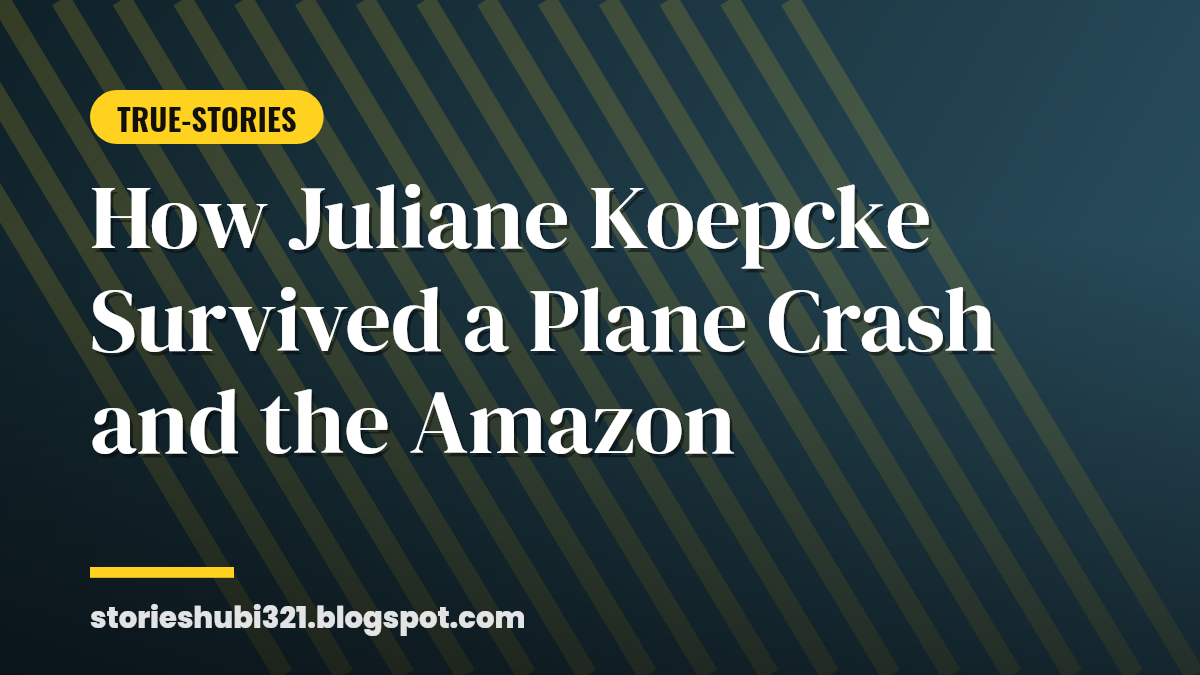 TRUE-STORIES
How Juliane Koepcke
Survived a Plane Crash
and the Amazon
storieshubi321.blogspot.com